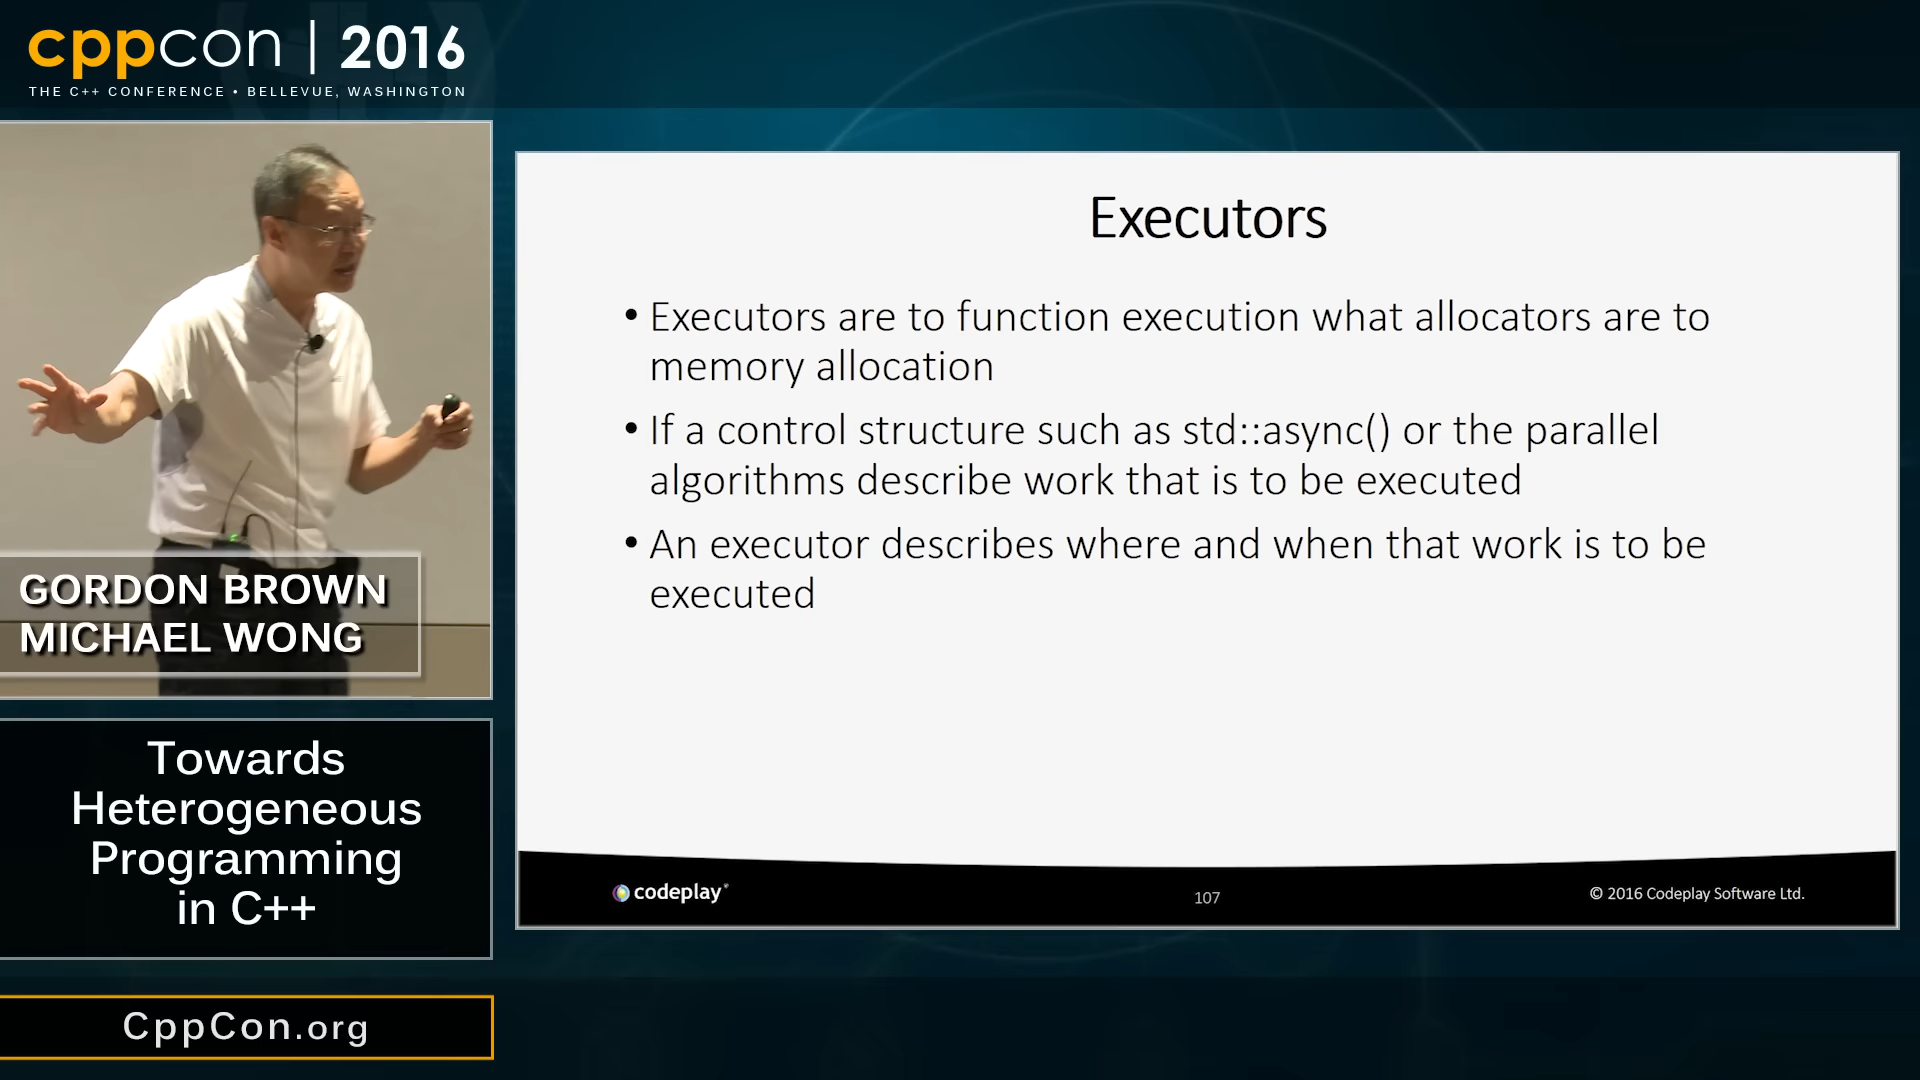 cppcon | 2016
THE C++ CONFERENCE • BELLEVUE, WASHINGTON
GORDON BROWN
MICHAEL WONG
Towards
Heterogeneous
Programming
in C++
CppCon.org
Executors
• Executors are to function execution what allocators are to
memory allocation
• If a control structure such as std::async() or the parallel
algorithms describe work that is to be executed
• An executor describes where and when that work is to be
executed
codeplay®
107
© 2016 Codeplay Software Ltd.